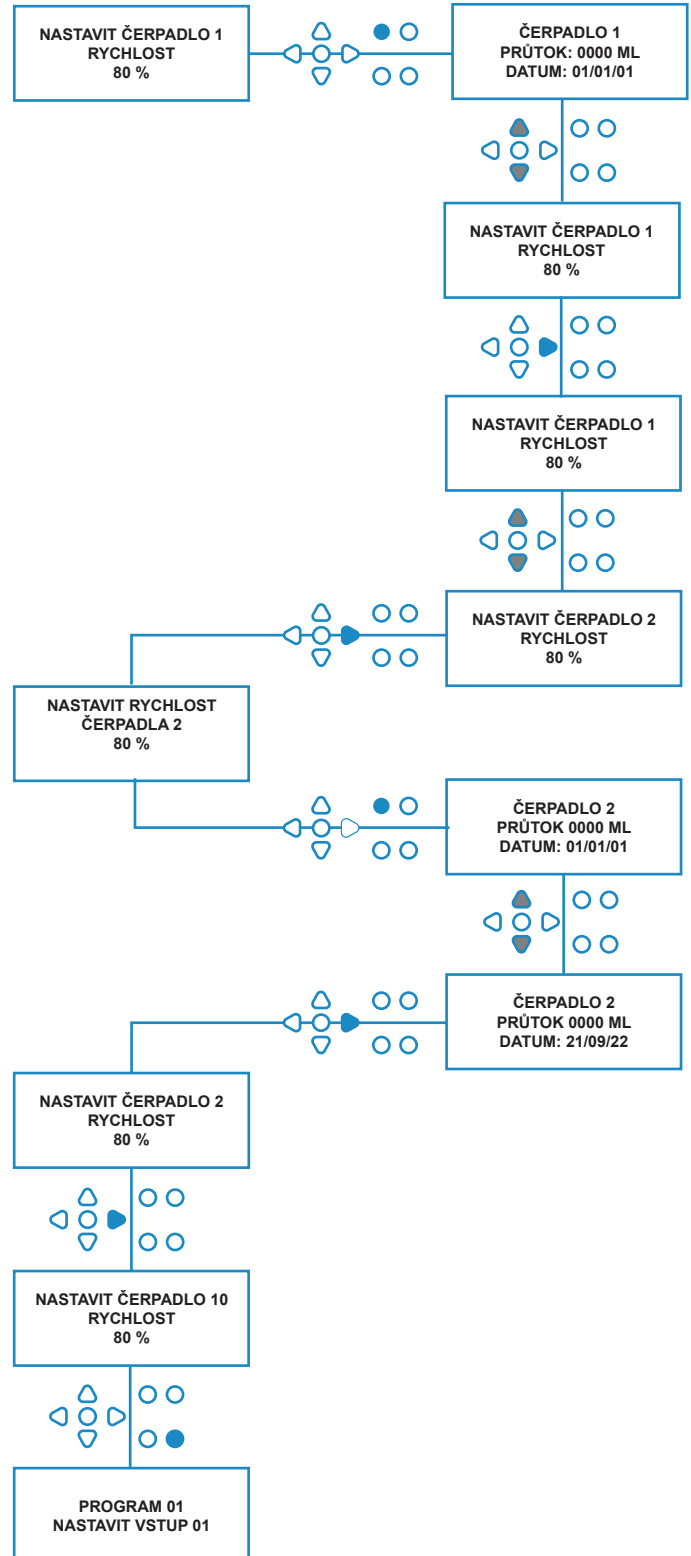 NASTAVIT ČERPADLO 1
RYCHLOST
80 %
ČERPADLO 1
PRŮTOK: 0000 ML
DATUM: 01/01/01
NASTAVIT ČERPADLO 1
RYCHLOST
80 %
NASTAVIT ČERPADLO 1
RYCHLOST
80 %
NASTAVIT ČERPADLO 2
RYCHLOST
80 %
NASTAVIT RYCHLOST
ČERPADLA 2
80 %
ČERPADLO 2
PRŮTOK 0000 ML
DATUM: 01/01/01
ČERPADLO 2
PRŮTOK 0000 ML
DATUM: 21/09/22
NASTAVIT ČERPADLO 2
RYCHLOST
80 %
NASTAVIT ČERPADLO 10
RYCHLOST
80 %
PROGRAM 01
NASTAVIT VSTUP 01